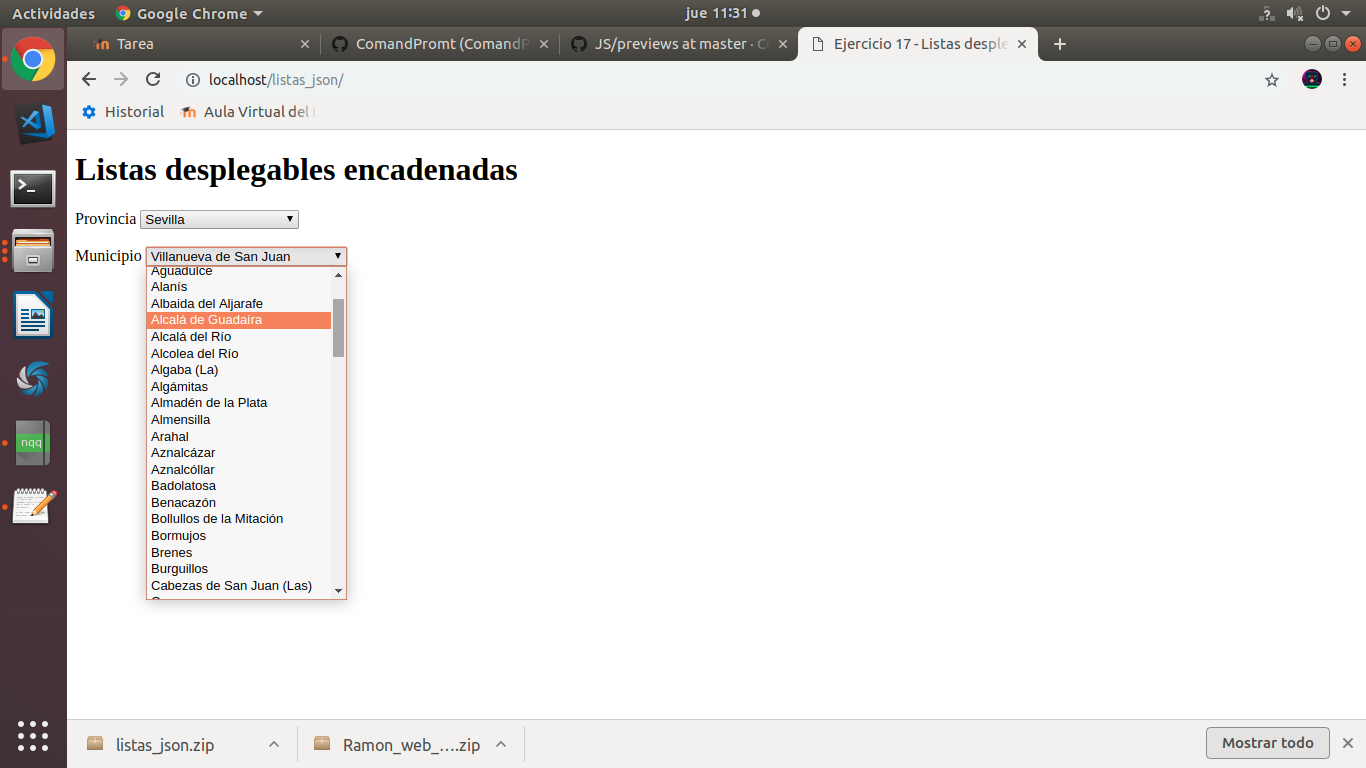 Actividades Google Chrome jue 11:31
Tarea ComandPromt (ComandP JS/previews at master · C Ejercicio 17 - Listas desple
localhost/listas_json/
Historial Aula Virtual del
Listas desplegables encadenadas
Provincia Sevilla
Municipio Villanueva de San Juan
Aguadulce
Alanís
Albaida del Aljarafe
Alcalá de Guadaíra
Alcalá del Río
Alcolea del Río
Algaba (La)
Algámitas
Almadén de la Plata
Almensilla
Arahal
Aznalcázar
Aznalcóllar
Badolatosa
Benacazón
Bollullos de la Mitación
Bormujos
Brenes
Burguillos
Cabezas de San Juan (Las)
nqq
listas_json.zip Ramon_web_....zip Mostrar todo